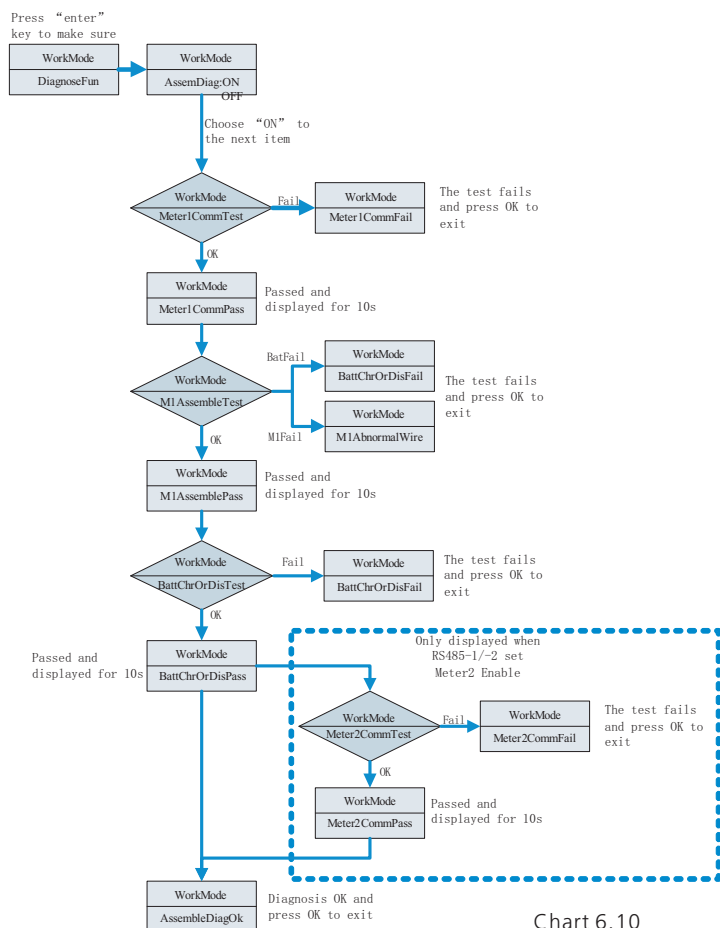 Press “enter”
key to make sure
WorkMode
DiagnoseFun
WorkMode
AssemDiag:ON
OFF
Choose “ON” to
the next item
WorkMode
Meter1CommTest
Fail
WorkMode
Meter1CommFail
The test fails
and press OK to
exit
OK
WorkMode
Meter1CommPass
Passed and
displayed for 10s
WorkMode
M1AssembleTest
BatFail
WorkMode
BattChrOrDisFail
M1Fail
WorkMode
M1AbnormalWire
The test fails
and press OK to
exit
OK
WorkMode
M1AssemblePass
Passed and
displayed for 10s
WorkMode
BattChrOrDisTest
Fail
WorkMode
BattChrOrDisFail
The test fails
and press OK to
exit
OK
Passed and
displayed for 10s
WorkMode
BattChrOrDisPass
Only displayed when
RS485-1/-2 set
Meter2 Enable
WorkMode
Meter2CommTest
Fail
WorkMode
Meter2CommFail
The test fails
and press OK to
exit
OK
WorkMode
Meter2CommPass
Passed and
displayed for 10s
WorkMode
AssembleDiagOk
Diagnosis OK and
press OK to exit
Chart 6.10